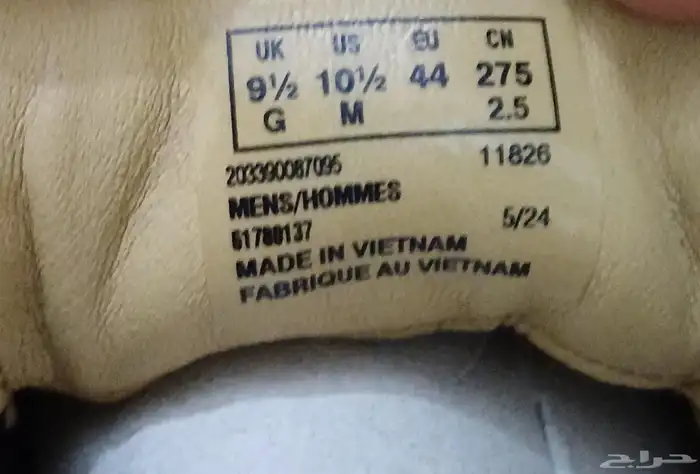 UK US EU CN
9½ 10½ 44 275
G M 2.5
203390087095 11826
MENS/HOMMES
61780137 5/24
MADE IN VIETNAM
FABRIQUE AU VIETNAM
حراج